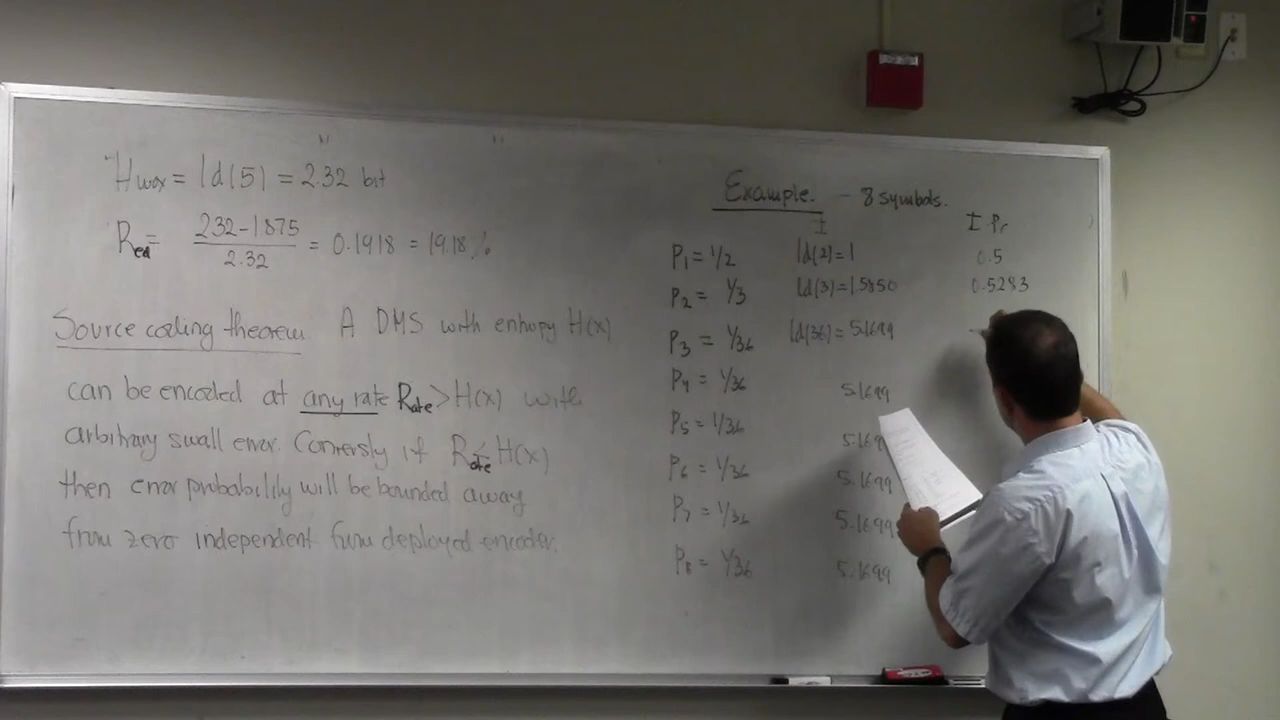 Hmax = ld(5) = 2.32 bit
Red = 2.32-1.875 / 2.32 = 0.1918 = 19.18%
Source coding theorem. A DMS with entropy H(x)
can be encoded at any rate Rate > H(x) with
arbitrary small error. Conversly if Rate < H(x)
then error probability will be bounded away
from zero independent from deployed encoder.
Example. - 8 symbols.
I I·Pr
P1 = 1/2 ld(2)=1 0.5
P2 = 1/3 ld(3)=1.5850 0.5283
P3 = 1/36 ld(36)=5.1699
P4 = 1/36 5.1699
P5 = 1/36 5.169
P6 = 1/36 5.1699
P7 = 1/36 5.1699
P8 = 1/36 5.1699